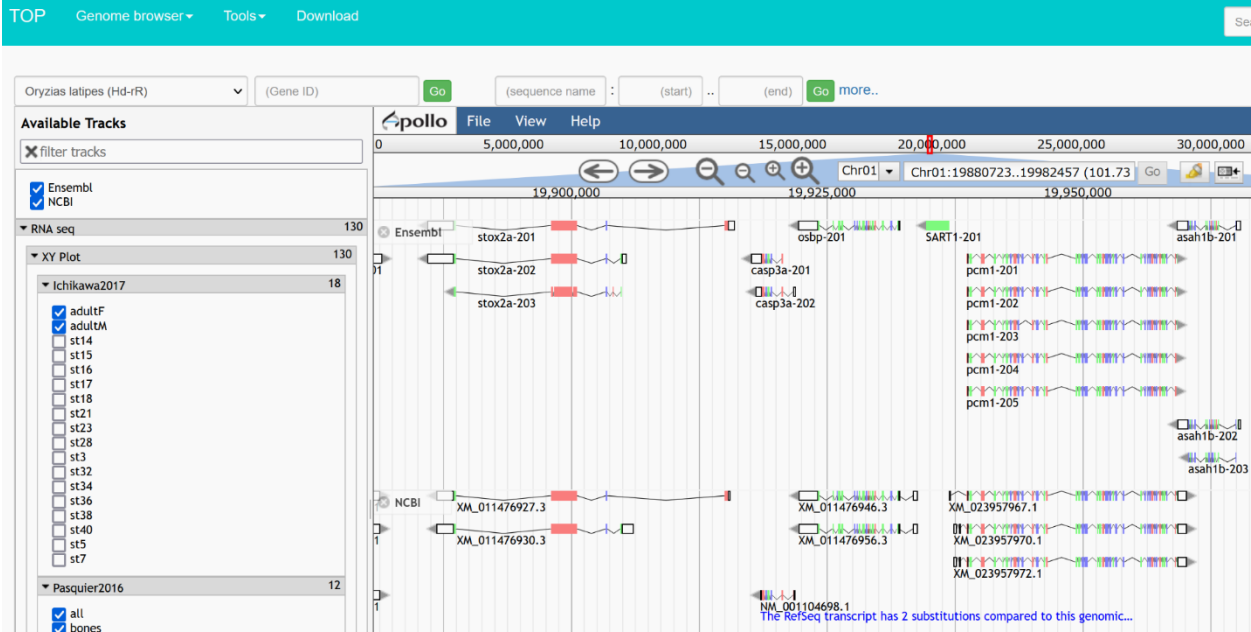 TOP Genome browser Tools Download
Sea
Oryzias latipes (Hd-rR) (Gene ID) Go (sequence name : (start) .. (end) Go more..
Available Tracks
filter tracks
Ensembl
NCBI
RNA seq 130
XY Plot 130
Ichikawa2017 18
adultF
adultM
st14
st15
st16
st17
st18
st21
st23
st28
st3
st32
st34
st36
st38
st40
st5
st7
Pasquier2016 12
all
bones
Apollo File View Help
0 5,000,000 10,000,000 15,000,000 20,000,000 25,000,000 30,000,000
Chr01 Chr01:19880723..19982457 (101.73 Go
19,900,000 19,925,000 19,950,000
Ensembl
stox2a-201 osbp-201 SART1-201 asah1b-201
01 stox2a-202 casp3a-201 pcm1-201
stox2a-203 casp3a-202 pcm1-202
pcm1-203
pcm1-204
pcm1-205
asah1b-202
asah1b-203
NCBI
XM_011476927.3 XM_011476946.3 XM_023957967.1
1 XM_011476930.3 XM_011476956.3 XM_023957970.1
XM_023957972.1
1 NM_001104698.1
The RefSeq transcript has 2 substitutions compared to this genomic...